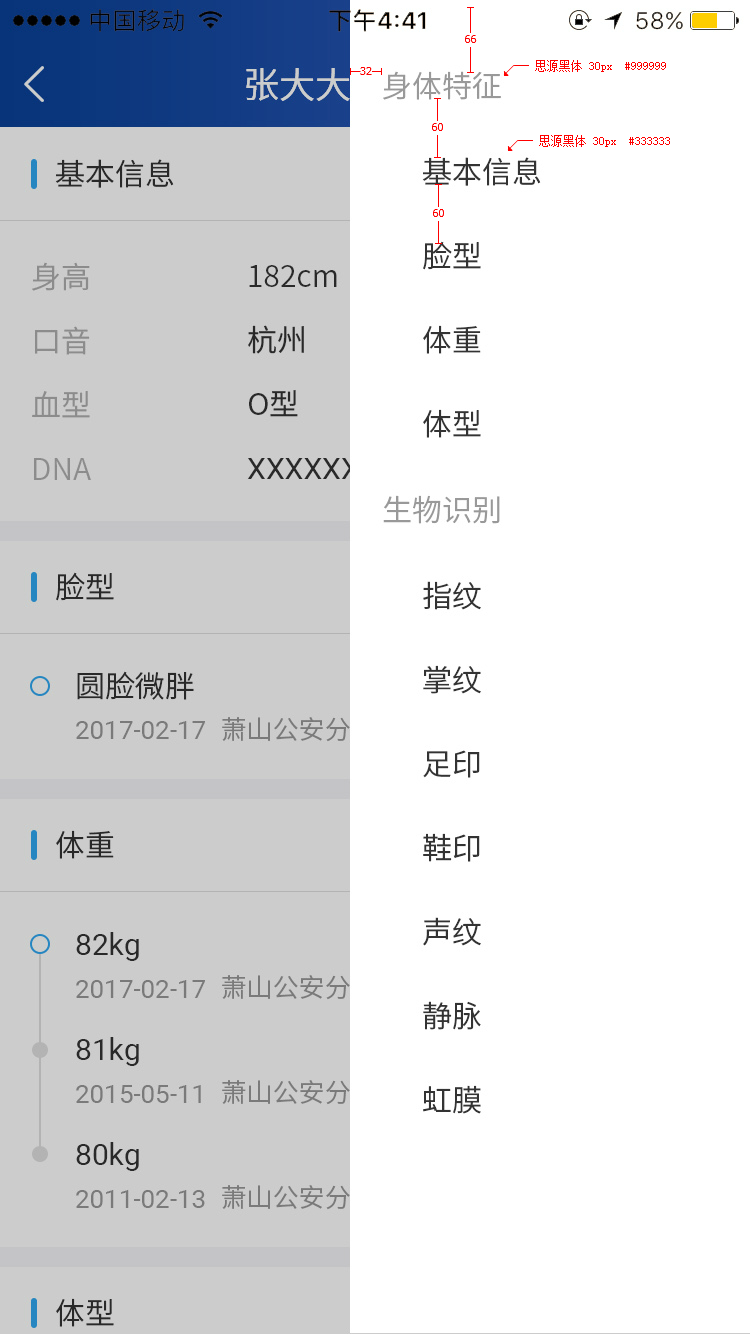 中国移动 下午4:41 58%
张大大
基本信息
身高 182cm
口音 杭州
血型 O型
DNA XXXXXX
脸型
圆脸微胖
2017-02-17 萧山公安分
体重
82kg
2017-02-17 萧山公安分
81kg
2015-05-11 萧山公安分
80kg
2011-02-13 萧山公安分
体型
66
32
身体特征
思源黑体 30px #999999
60
思源黑体 30px #333333
基本信息
60
脸型
体重
体型
生物识别
指纹
掌纹
足印
鞋印
声纹
静脉
虹膜